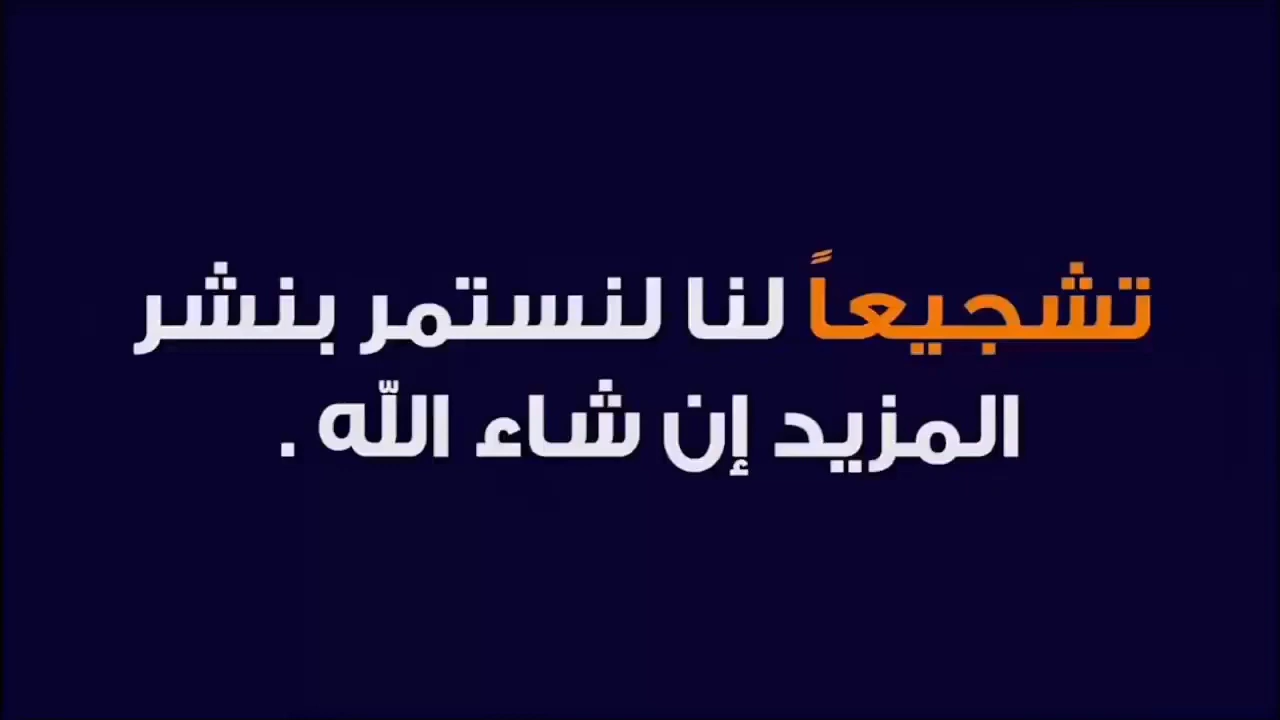 تشجيعاً لنا لنستمر بنشر
المزيد إن شاء الله .